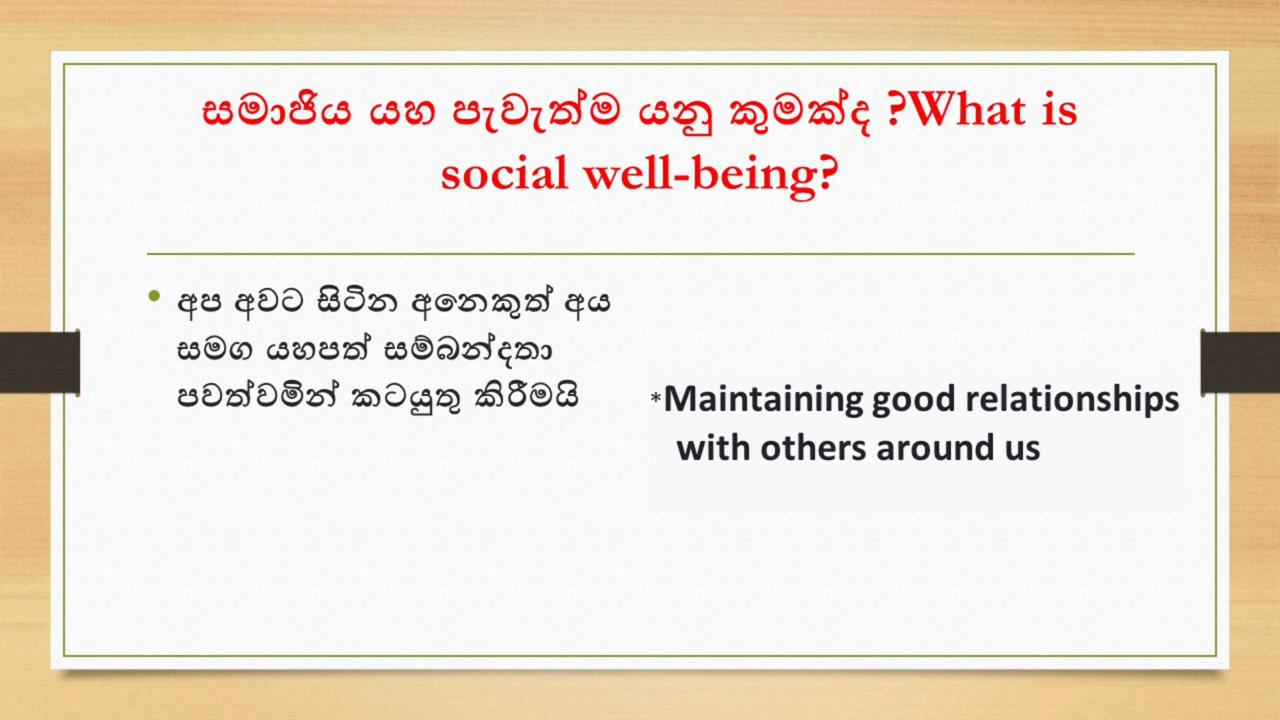 සමාජීය යහ පැවැත්ම යනු කුමක්ද ?What is
social well-being?
• අප අවට සිටින අනෙකුත් අය
සමග යහපත් සම්බන්දතා
පවත්වමින් කටයුතු කිරීමයි
*Maintaining good relationships
with others around us